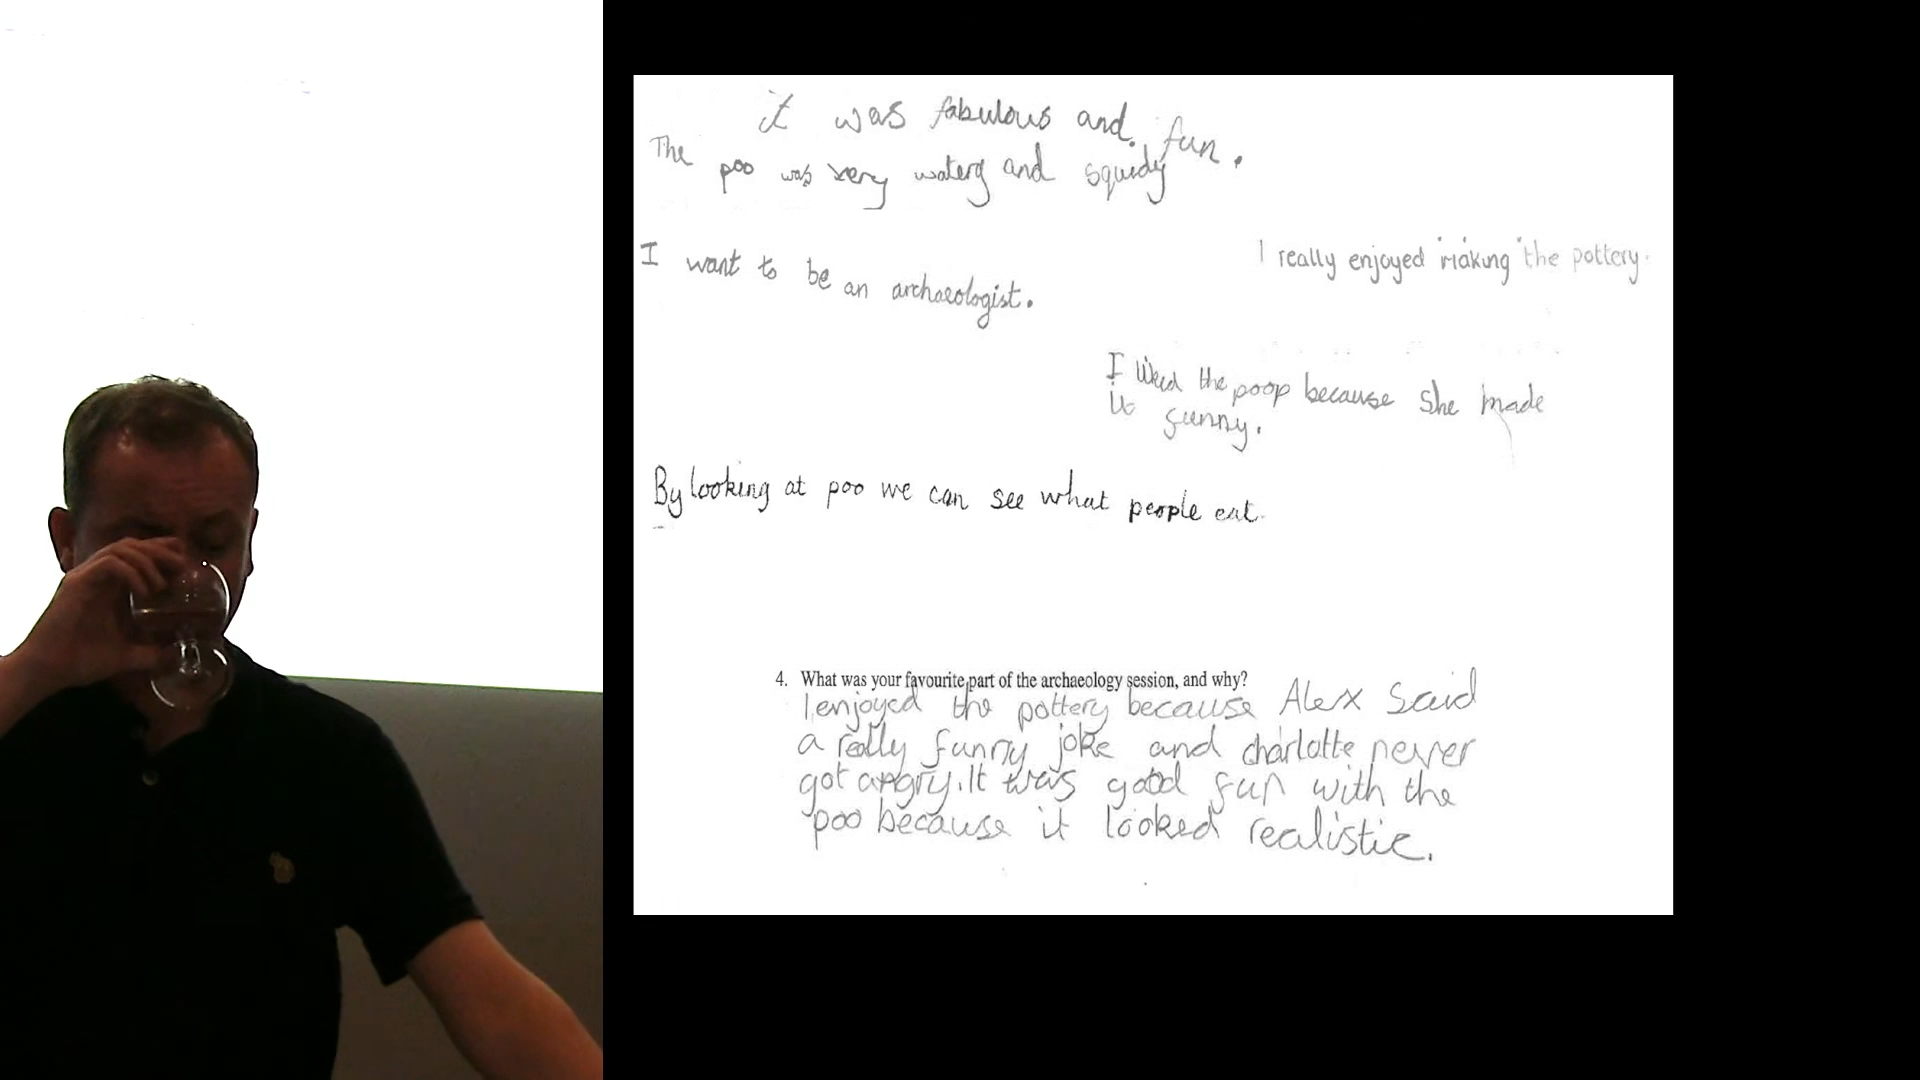 it was fabulous and fun.
The poo was very watery and squidy
I want to be an archaeologist.
I really enjoyed making the pottery.
I liked the poop because she made
it funny.
By looking at poo we can see what people eat.
4. What was your favourite part of the archaeology session, and why?
I enjoyed the pottery because Alex said
a really funny joke and charlotte never
got angry. It was good fun with the
poo because it looked realistic.